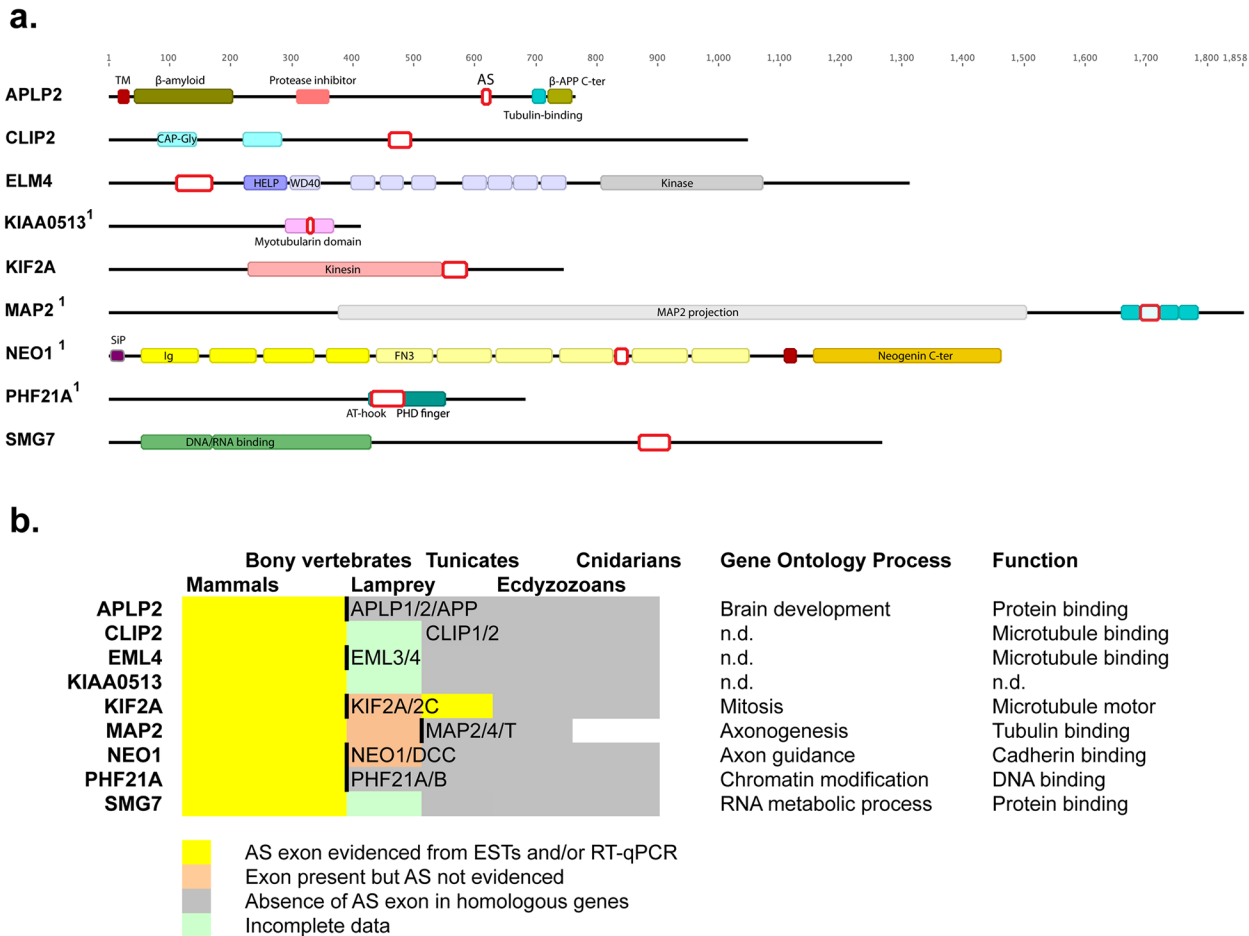 a.
1 100 200 300 400 500 600 700 800 900 1,000 1,100 1,200 1,300 1,400 1,500 1,600 1,700 1,800 1,858
TM β-amyloid Protease inhibitor AS β-APP C-ter
APLP2
Tubulin-binding
CLIP2 CAP-Gly
ELM4 HELP WD40 Kinase
KIAA0513 1
Myotubularin domain
KIF2A Kinesin
MAP2 1 MAP2 projection
SiP
NEO1 1 Ig FN3 Neogenin C-ter
PHF21A 1
AT-hook PHD finger
SMG7 DNA/RNA binding
b.
Bony vertebrates Tunicates Cnidarians Gene Ontology Process Function
Mammals Lamprey Ecdyzozoans
APLP2 APLP1/2/APP Brain development Protein binding
CLIP2 CLIP1/2 n.d. Microtubule binding
EML4 EML3/4 n.d. Microtubule binding
KIAA0513 n.d. n.d.
KIF2A KIF2A/2C Mitosis Microtubule motor
MAP2 MAP2/4/T Axonogenesis Tubulin binding
NEO1 NEO1/DCC Axon guidance Cadherin binding
PHF21A PHF21A/B Chromatin modification DNA binding
SMG7 RNA metabolic process Protein binding
AS exon evidenced from ESTs and/or RT-qPCR
Exon present but AS not evidenced
Absence of AS exon in homologous genes
Incomplete data